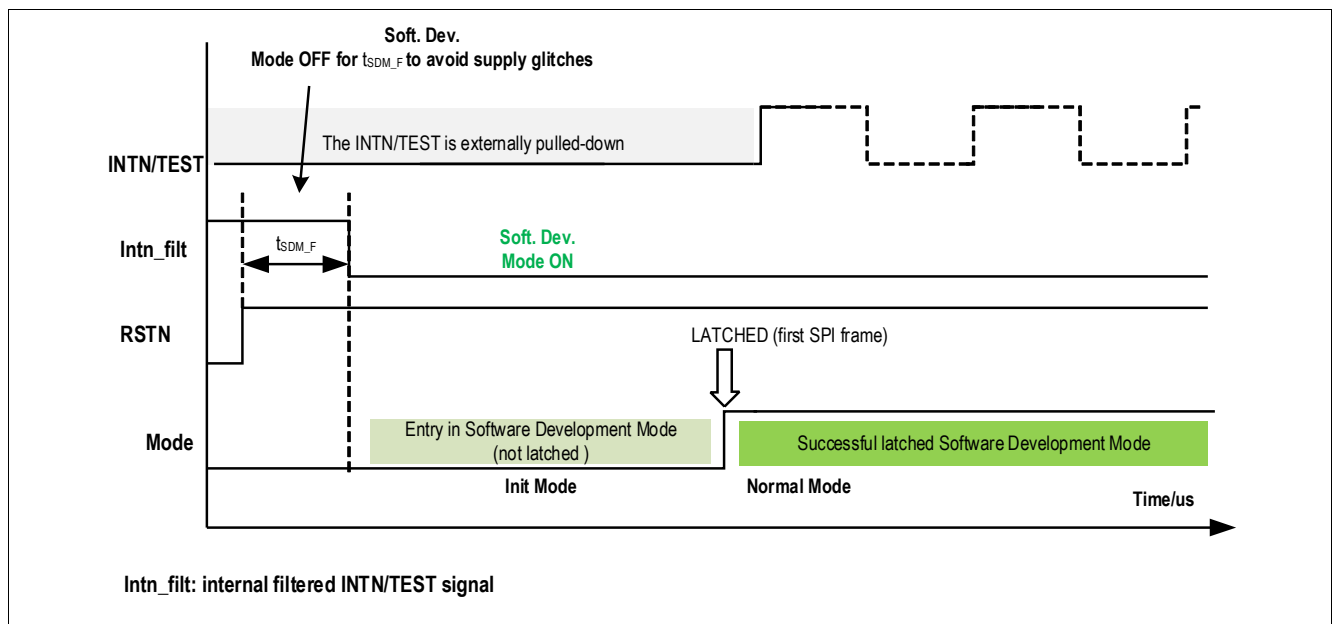 Soft. Dev.
Mode OFF for tSDM_F to avoid supply glitches
The INTN/TEST is externally pulled-down
INTN/TEST
Intn_filt
tSDM_F
Soft. Dev.
Mode ON
RSTN
LATCHED (first SPI frame)
Mode
Entry in Software Development Mode
(not latched )
Successful latched Software Development Mode
Init Mode
Normal Mode
Time/us
Intn_filt: internal filtered INTN/TEST signal